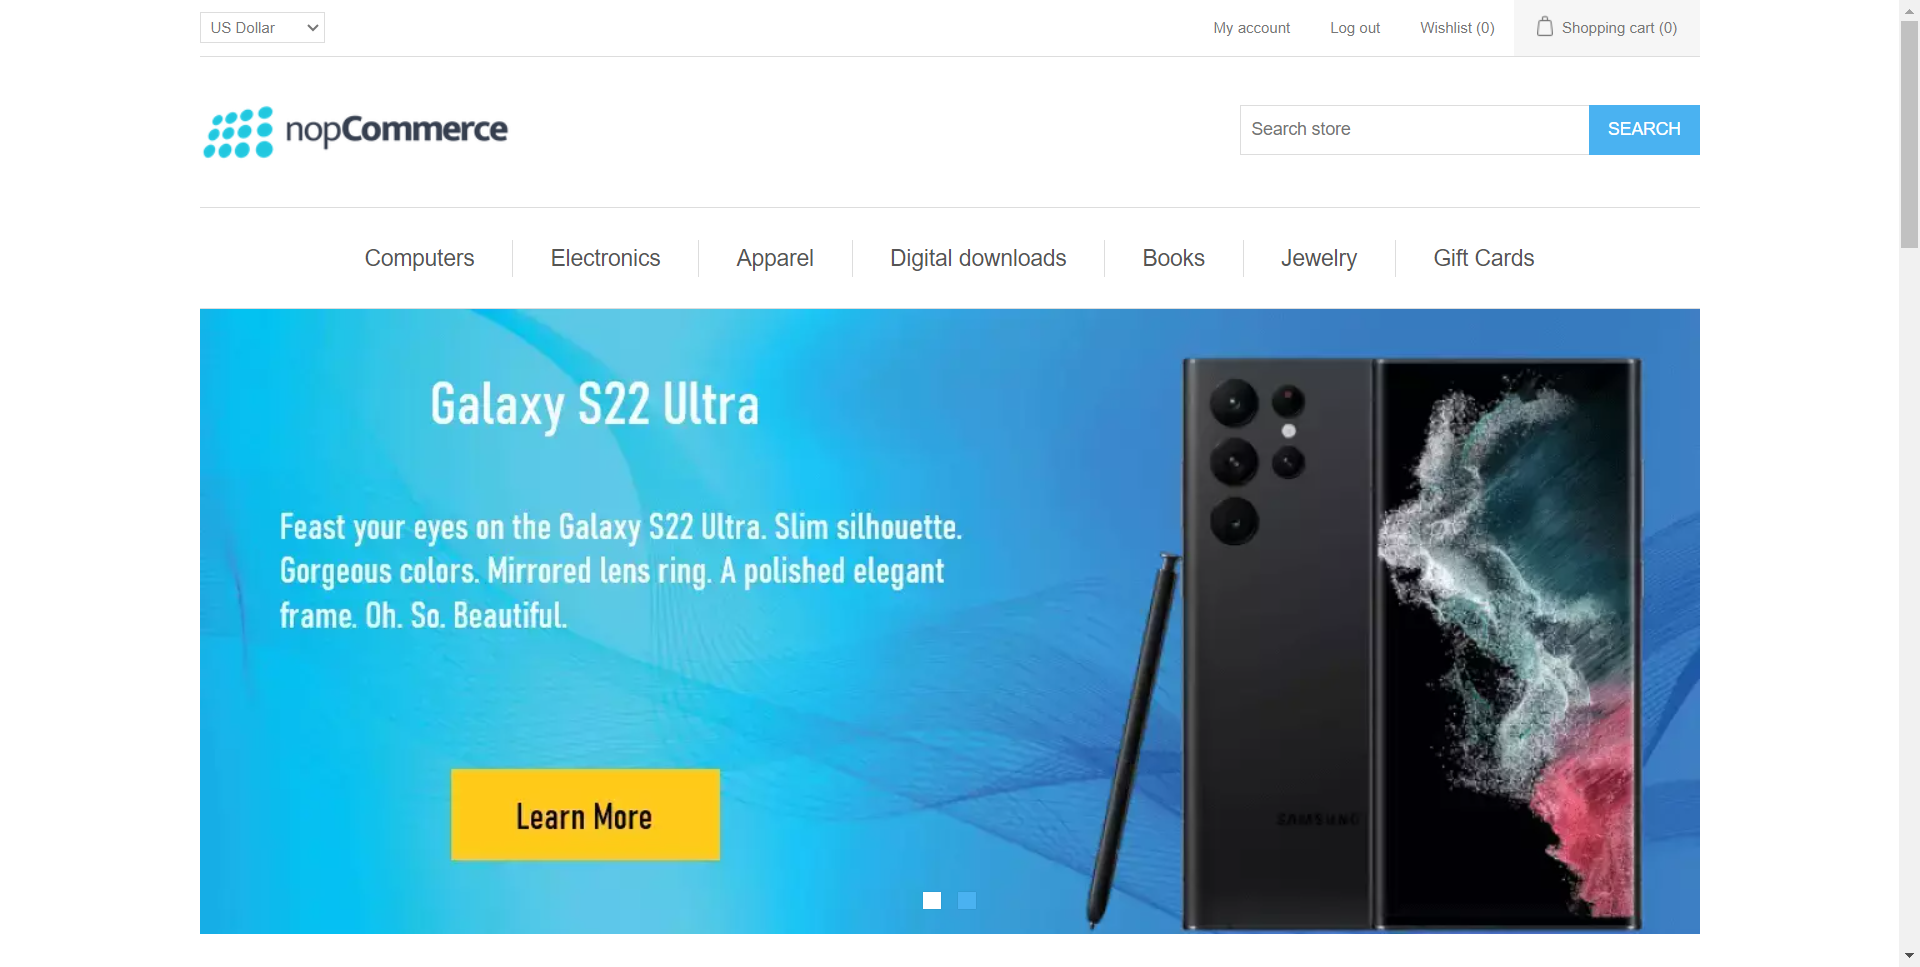 US Dollar
My account
Log out
Wishlist (0)
Shopping cart (0)
nopCommerce
Search store
SEARCH
Computers
Electronics
Apparel
Digital downloads
Books
Jewelry
Gift Cards
Galaxy S22 Ultra
Feast your eyes on the Galaxy S22 Ultra. Slim silhouette.
Gorgeous colors. Mirrored lens ring. A polished elegant
frame. Oh. So. Beautiful.
Learn More
SAMSUNG